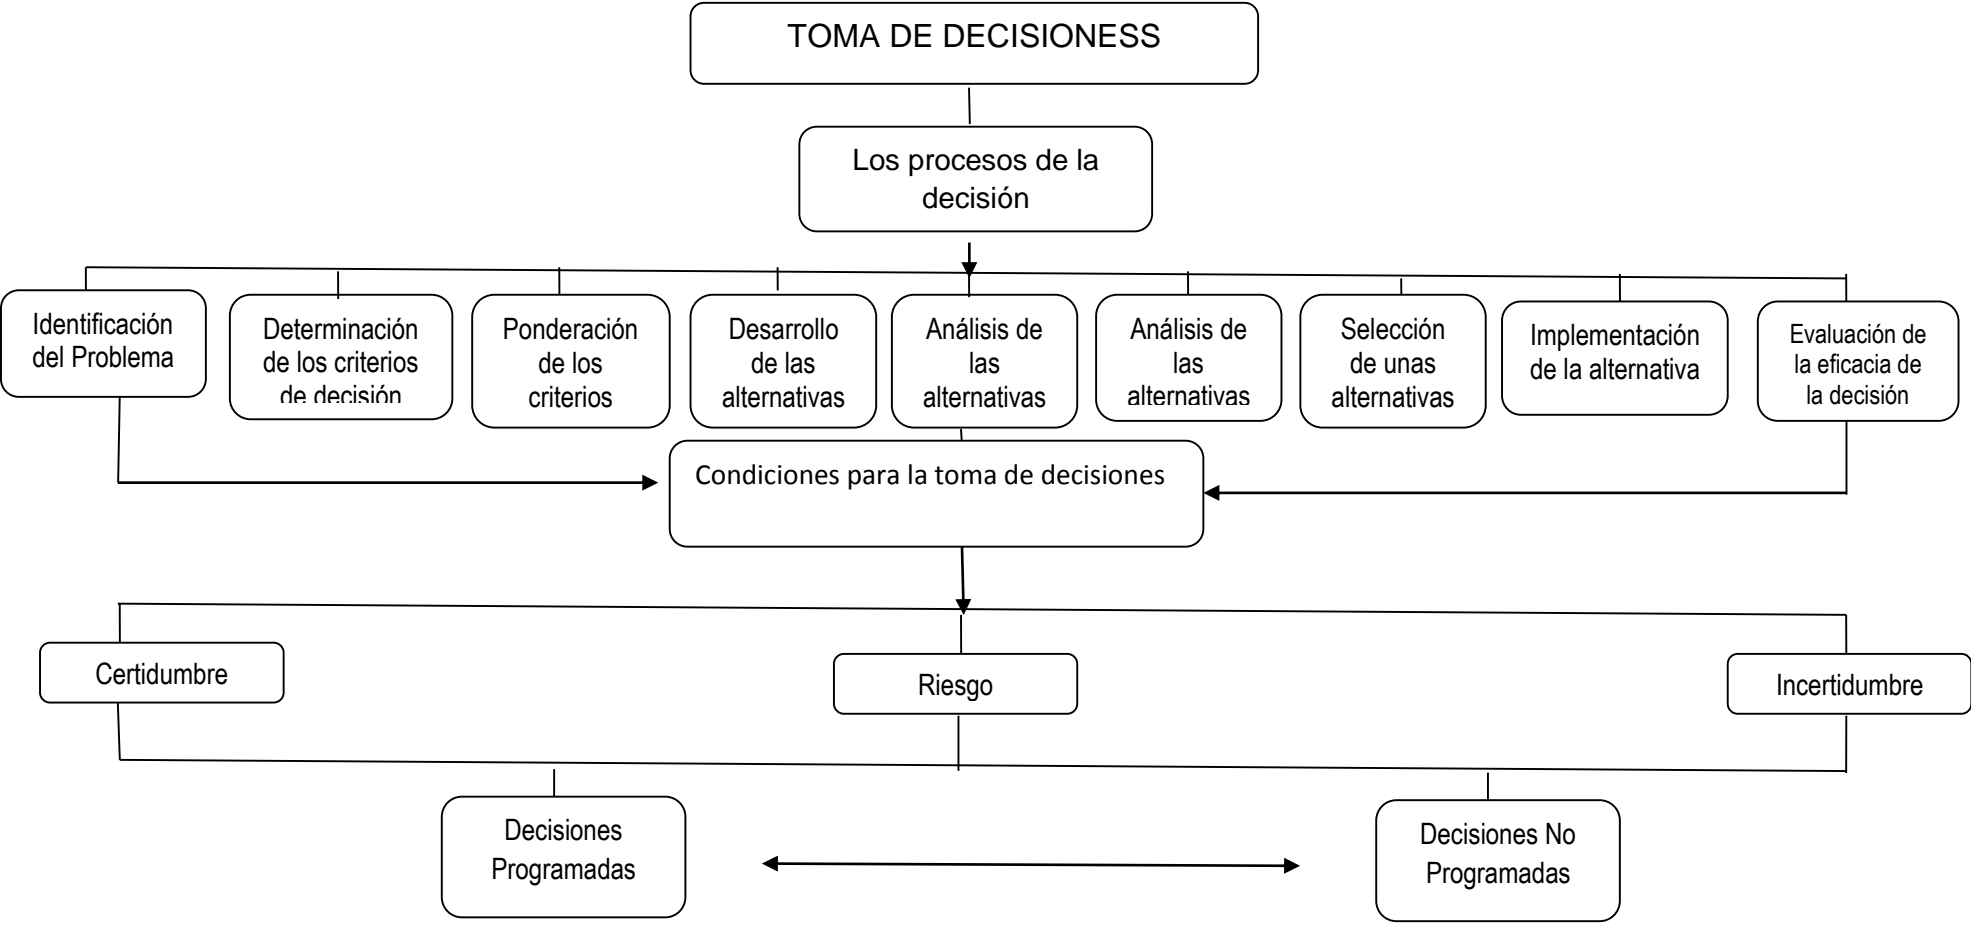 TOMA DE DECISIONESS
Los procesos de la
decisión
Identificación
del Problema
Determinación
de los criterios
de decisión
Ponderación
de los
criterios
Desarrollo
de las
alternativas
Análisis de
las
alternativas
Análisis de
las
alternativas
Selección
de unas
alternativas
Implementación
de la alternativa
Evaluación de
la eficacia de
la decisión
Condiciones para la toma de decisiones
Certidumbre
Riesgo
Incertidumbre
Decisiones
Programadas
Decisiones No
Programadas